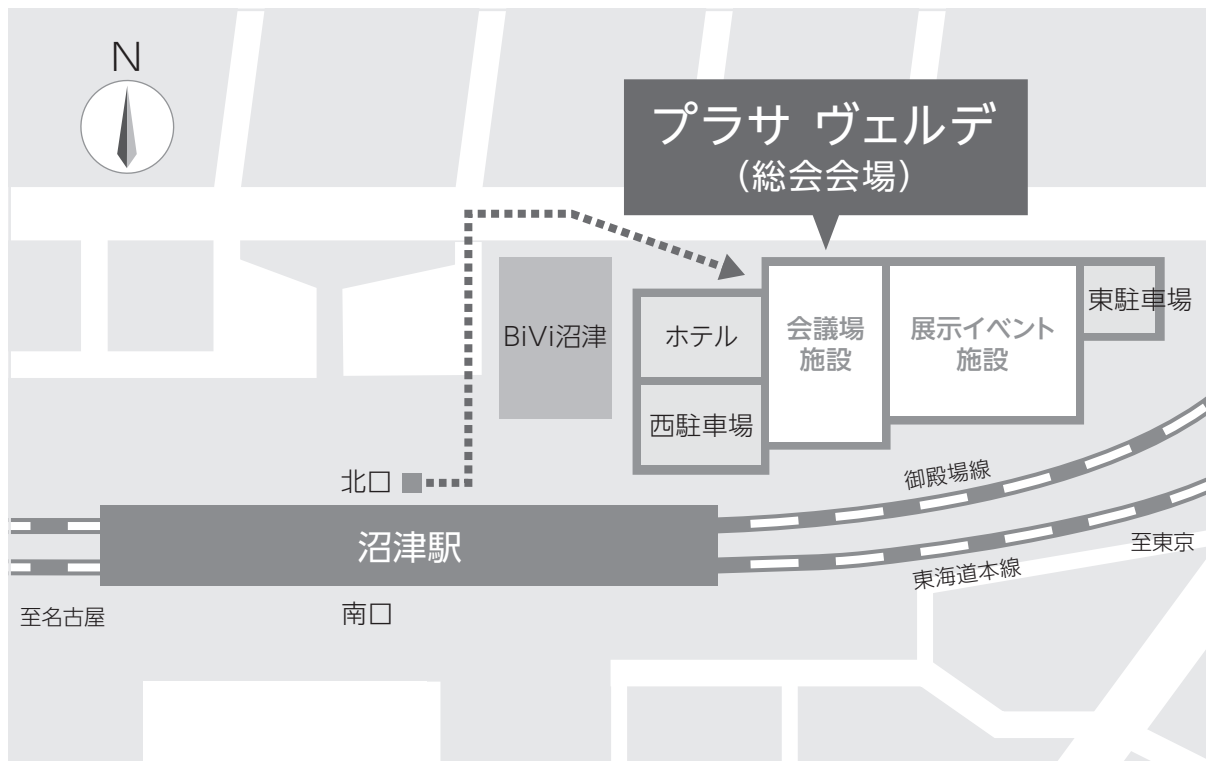 N
プラサ ヴェルデ
(総会会場)
東駐車場
BiVi沼津
ホテル
会議場
施設
展示イベント
施設
西駐車場
北口
御殿場線
沼津駅
至東京
東海道本線
至名古屋
南口